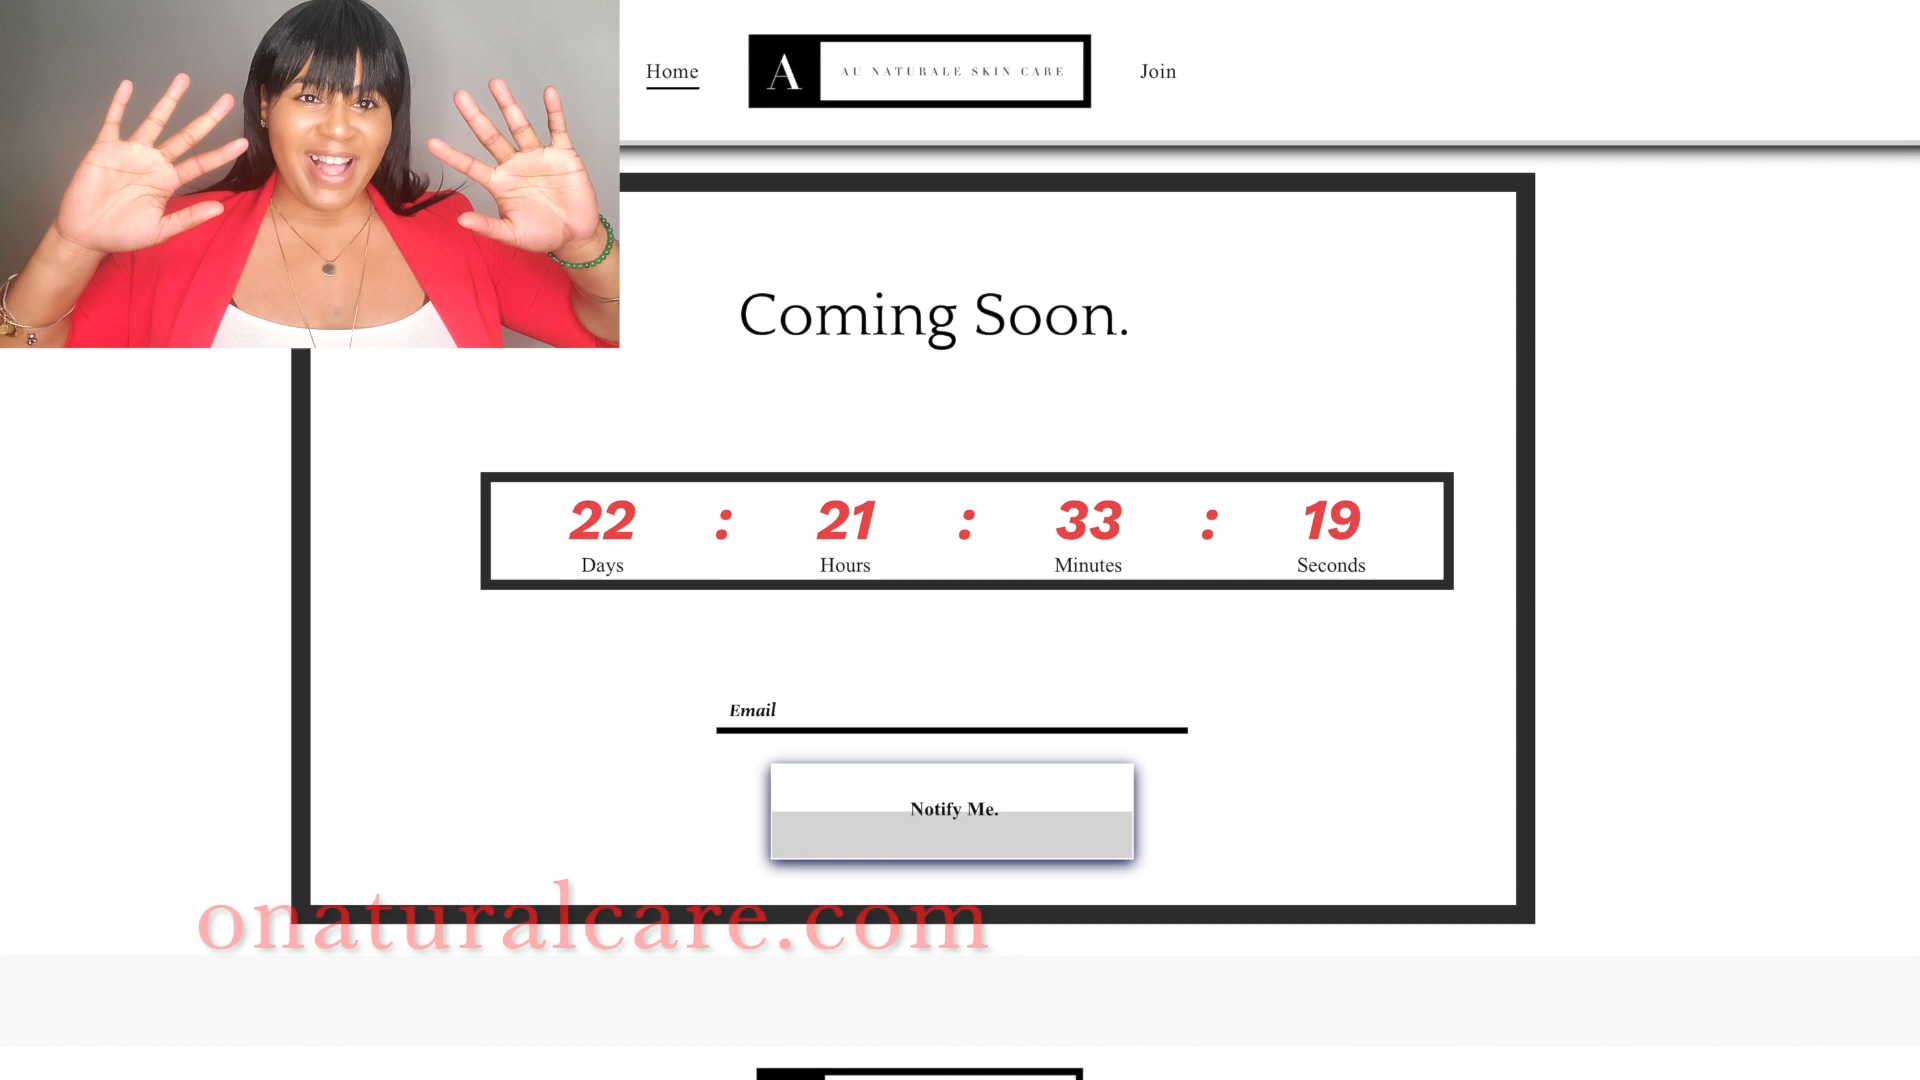 Home
A
AU NATURALE SKIN CARE
Join
Coming Soon.
22 : 21 : 33 : 19
Days Hours Minutes Seconds
Email
Notify Me.
onaturalcare.com